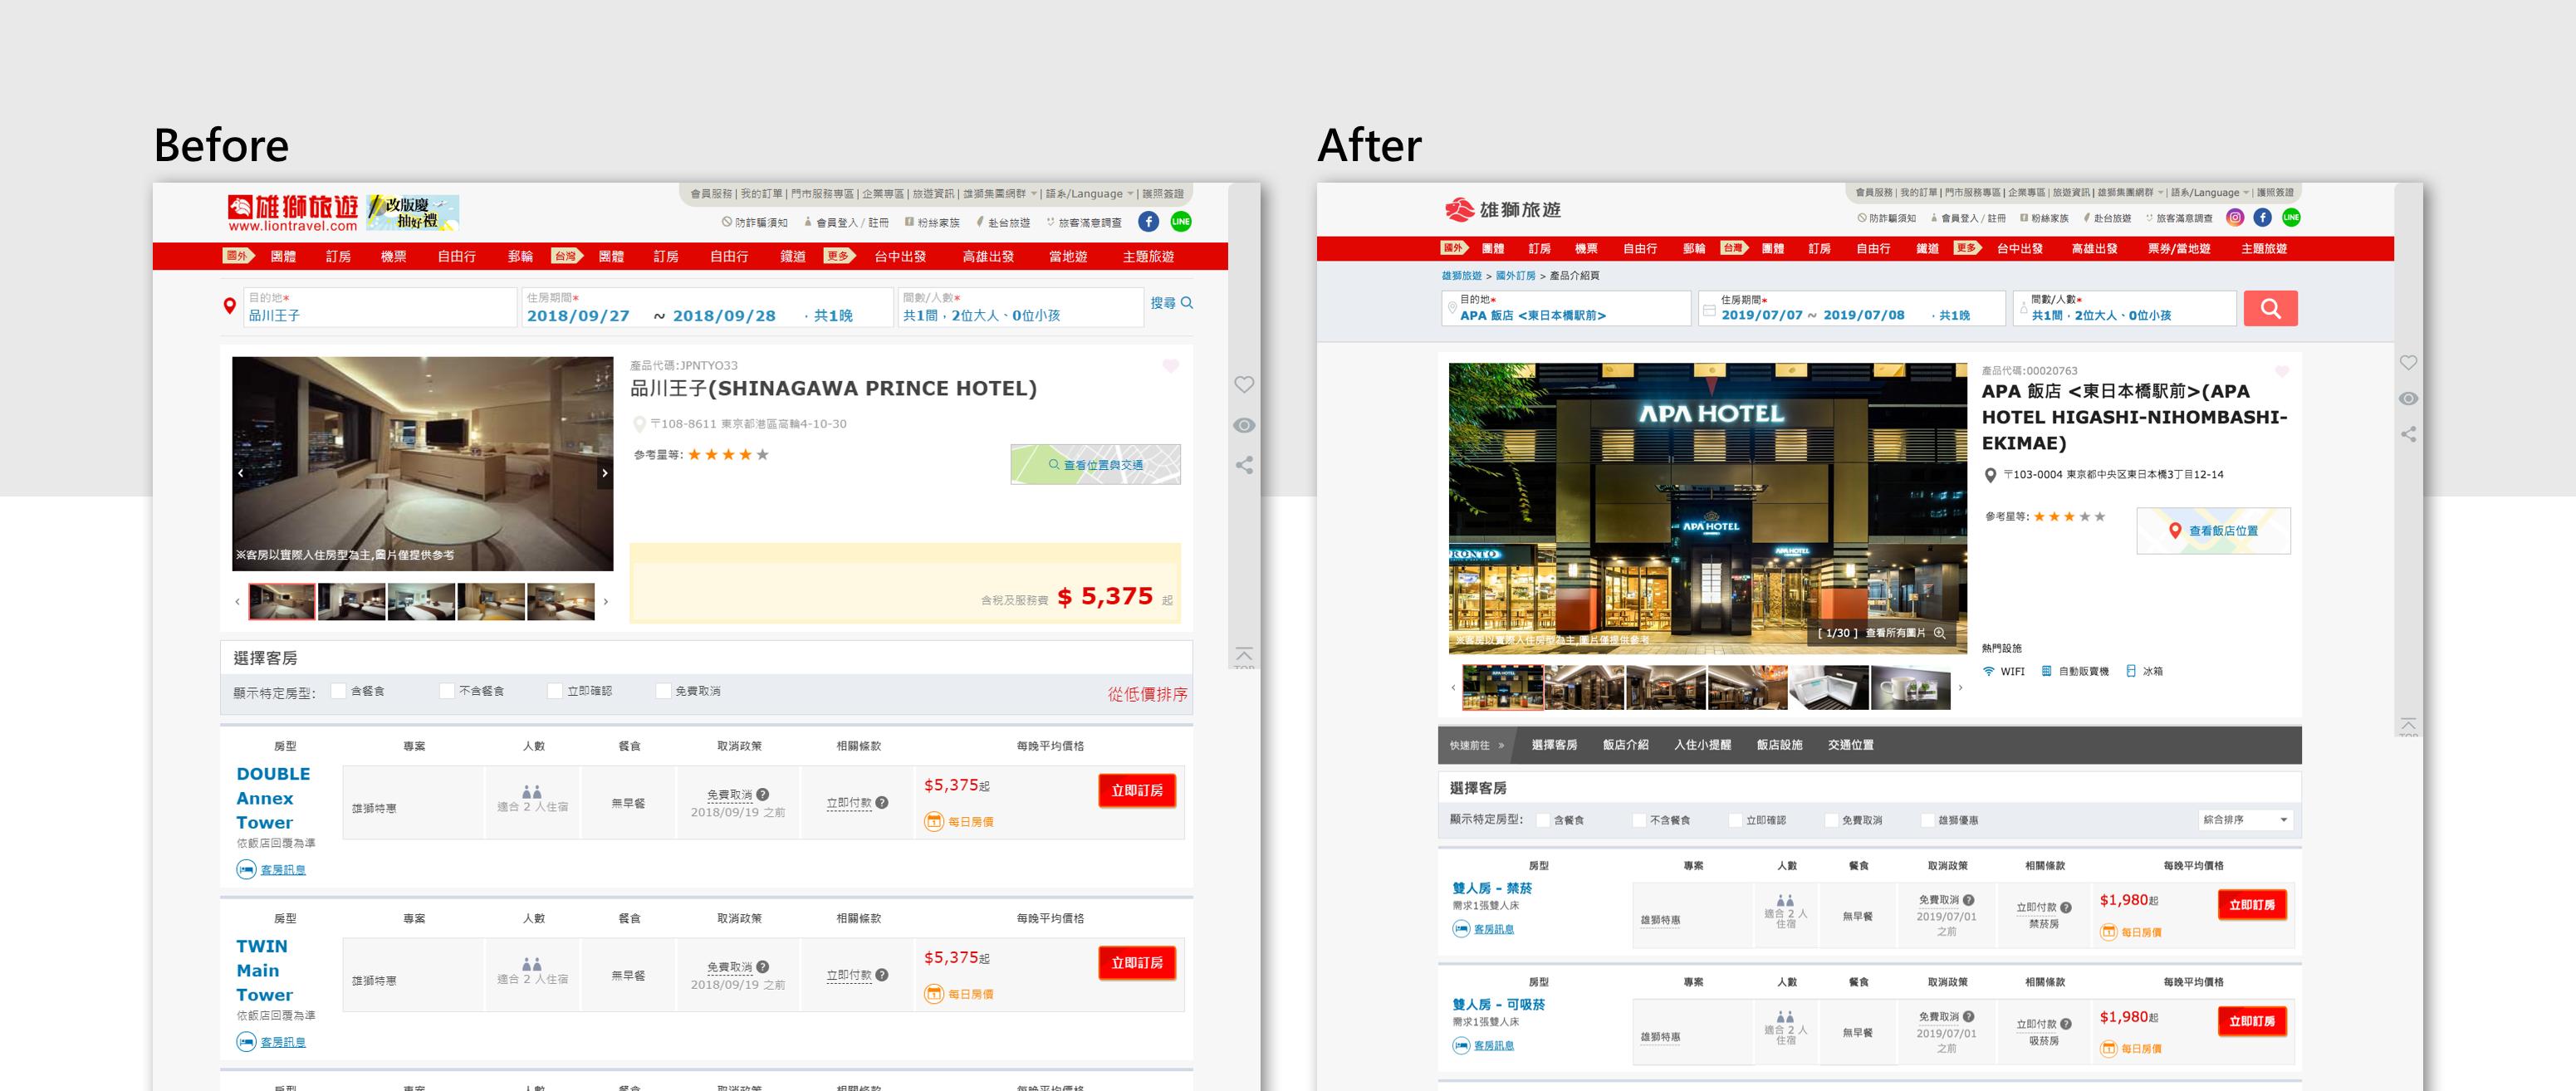 Before
會員服務 | 我的訂單 | 門市服務專區 | 企業專區 | 旅遊資訊 | 雄獅集團網群 | 語系/Language | 護照簽證
雄獅旅遊
www.liontravel.com
改版慶
抽好禮
防詐騙須知 會員登入 / 註冊 粉絲家族 赴台旅遊 旅客滿意調查 f LINE
國外 團體 訂房 機票 自由行 郵輪 台灣 團體 訂房 自由行 鐵道 更多 台中出發 高雄出發 當地遊 主題旅遊
目的地* 住房期間* 間數/人數*
品川王子 2018/09/27 ~ 2018/09/28 ‧共1晚 共1間，2位大人、0位小孩 搜尋
產品代碼:JPNTYO33
品川王子(SHINAGAWA PRINCE HOTEL)
〒108-8611 東京都港區高輪4-10-30
參考星等:
查看位置與交通
※客房以實際入住房型為主,圖片僅提供參考
含稅及服務費 $ 5,375 起
TOP
選擇客房
顯示特定房型: 含餐食 不含餐食 立即確認 免費取消 從低價排序
房型 專案 人數 餐食 取消政策 相關條款 每晚平均價格
DOUBLE
Annex
Tower
依飯店回覆為準
客房訊息
雄獅特惠 適合 2 人住宿 無早餐 免費取消 ? 立即付款 ? $5,375起 立即訂房
2018/09/19 之前 每日房價
房型 專案 人數 餐食 取消政策 相關條款 每晚平均價格
TWIN
Main
Tower
依飯店回覆為準
客房訊息
雄獅特惠 適合 2 人住宿 無早餐 免費取消 ? 立即付款 ? $5,375起 立即訂房
2018/09/19 之前 每日房價
房型 專案 人數 餐食 取消政策 相關條款 每晚平均價格
After
會員服務 | 我的訂單 | 門市服務專區 | 企業專區 | 旅遊資訊 | 雄獅集團網群 | 語系/Language | 護照簽證
雄獅旅遊
防詐騙須知 會員登入 / 註冊 粉絲家族 赴台旅遊 旅客滿意調查 f LINE
國外 團體 訂房 機票 自由行 郵輪 台灣 團體 訂房 自由行 鐵道 更多 台中出發 高雄出發 票券/當地遊 主題旅遊
雄獅旅遊 > 國外訂房 > 產品介紹頁
目的地* 住房期間* 間數/人數*
APA 飯店 <東日本橋駅前> 2019/07/07 ~ 2019/07/08 ‧共1晚 共1間，2位大人、0位小孩
產品代碼:00020763
APA 飯店 <東日本橋駅前>(APA
HOTEL HIGASHI-NIHOMBASHI-
EKIMAE)
〒103-0004 東京都中央区東日本橋3丁目12-14
參考星等:
查看飯店位置
APA HOTEL
APA HOTEL
APA HOTEL
RONTO
※客房以實際入住房型為主,圖片僅提供參考
[ 1/30 ] 查看所有圖片
熱門設施
WIFI 自動販賣機 冰箱
TOP
快速前往 » 選擇客房 飯店介紹 入住小提醒 飯店設施 交通位置
選擇客房
顯示特定房型: 含餐食 不含餐食 立即確認 免費取消 雄獅優惠 綜合排序
房型 專案 人數 餐食 取消政策 相關條款 每晚平均價格
雙人房 – 禁菸
需求1張雙人床
客房訊息
雄獅特惠 適合 2 人 無早餐 免費取消 ? 立即付款 ? $1,980起 立即訂房
住宿 2019/07/01 禁菸房
之前 每日房價
房型 專案 人數 餐食 取消政策 相關條款 每晚平均價格
雙人房 – 可吸菸
需求1張雙人床
客房訊息
雄獅特惠 適合 2 人 無早餐 免費取消 ? 立即付款 ? $1,980起 立即訂房
住宿 2019/07/01 吸菸房
之前 每日房價